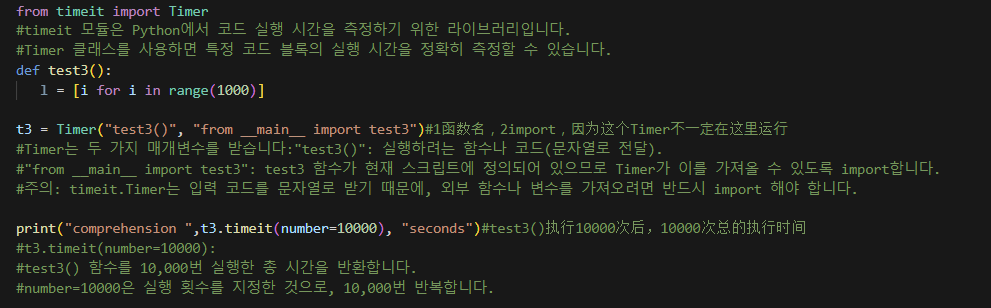 from timeit import Timer
#timeit 모듈은 Python에서 코드 실행 시간을 측정하기 위한 라이브러리입니다.
#Timer 클래스를 사용하면 특정 코드 블록의 실행 시간을 정확히 측정할 수 있습니다.
def test3():
   l = [i for i in range(1000)]
t3 = Timer("test3()", "from __main__ import test3")#1函数名，2import，因为这个Timer不一定在这里运行
#Timer는 두 가지 매개변수를 받습니다:"test3()": 실행하려는 함수나 코드(문자열로 전달).
#"from __main__ import test3": test3 함수가 현재 스크립트에 정의되어 있으므로 Timer가 이를 가져올 수 있도록 import합니다.
#주의: timeit.Timer는 입력 코드를 문자열로 받기 때문에, 외부 함수나 변수를 가져오려면 반드시 import 해야 합니다.
print("comprehension ",t3.timeit(number=10000), "seconds")#test3()执行10000次后，10000次总的执行时间
#t3.timeit(number=10000):
#test3() 함수를 10,000번 실행한 총 시간을 반환합니다.
#number=10000은 실행 횟수를 지정한 것으로, 10,000번 반복합니다.